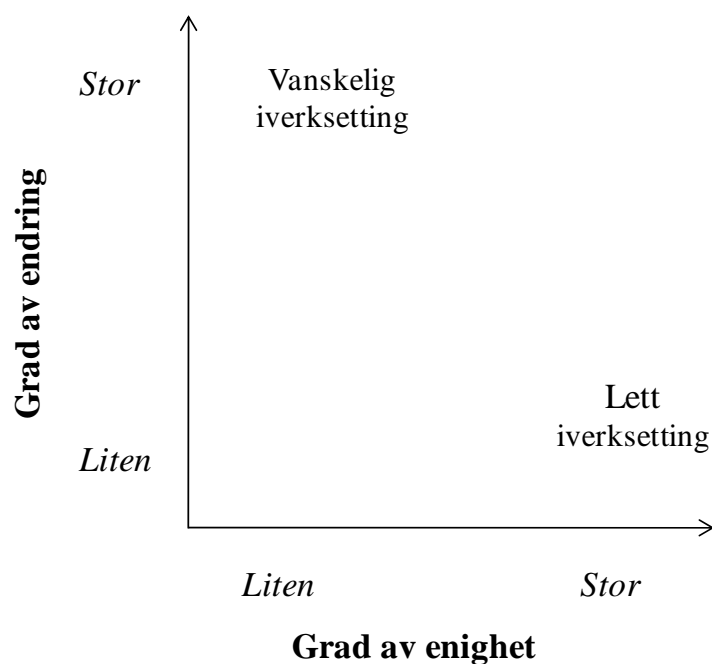 Stor
Vanskelig
iverksetting
Grad av endring
Lett
iverksetting
Liten
Liten
Stor
Grad av enighet